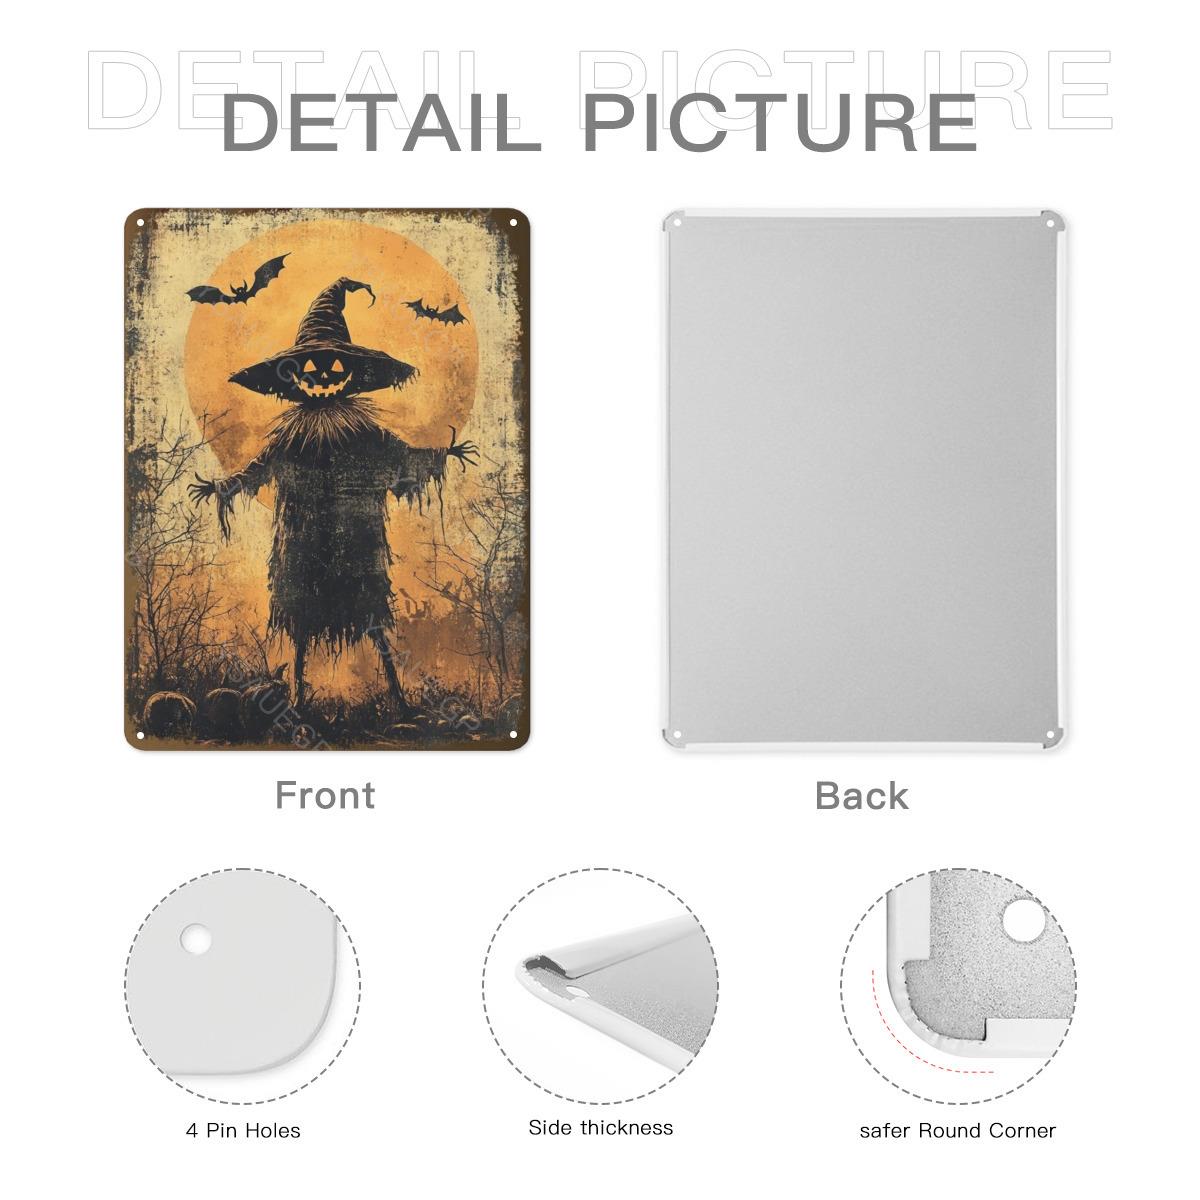 DETAIL PICTURE
DETAIL PICTURE
Front
Back
4 Pin Holes
Side thickness
safer Round Corner